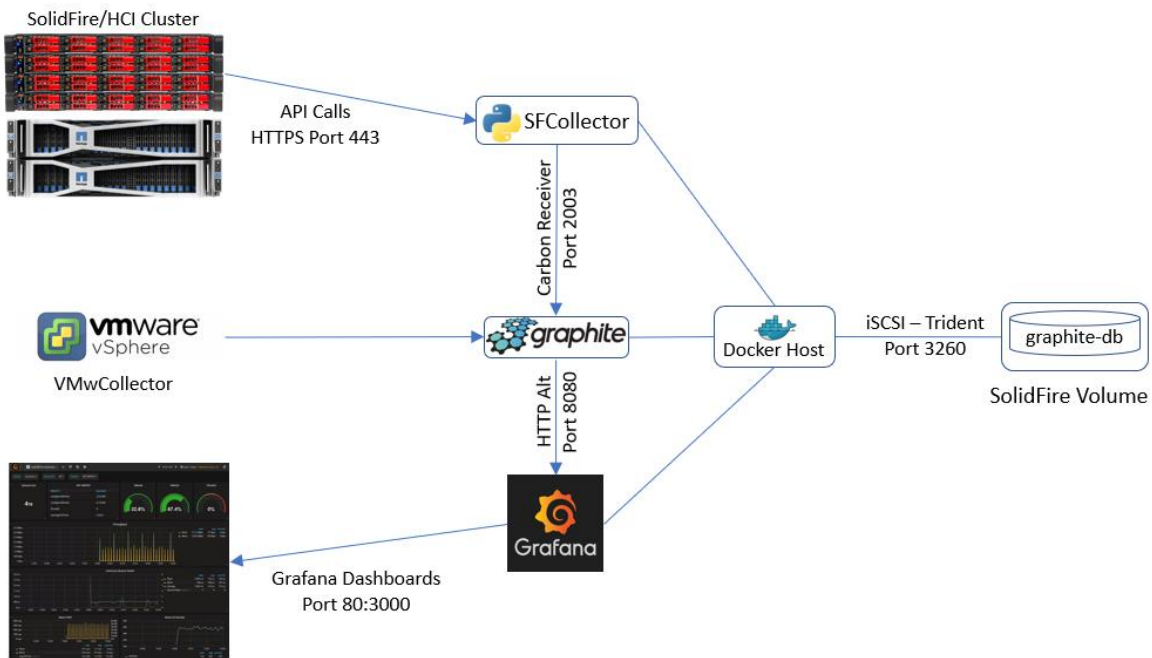 SolidFire/HCI Cluster
API Calls
HTTPS Port 443
SFCollector
Carbon Receiver
Port 2003
vmware
vSphere
VMwCollector
graphite
Docker Host
iSCSI – Trident
Port 3260
graphite-db
SolidFire Volume
HTTP Alt
Port 8080
Grafana
Grafana Dashboards
Port 80:3000